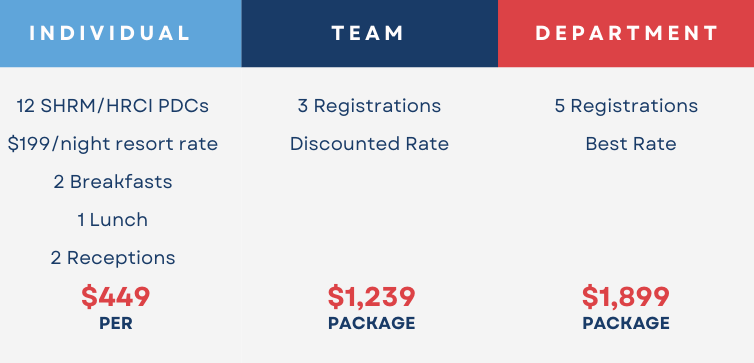 INDIVIDUAL
12 SHRM/HRCI PDCs
$199/night resort rate
2 Breakfasts
1 Lunch
2 Receptions
$449
PER
TEAM
3 Registrations
Discounted Rate
$1,239
PACKAGE
DEPARTMENT
5 Registrations
Best Rate
$1,899
PACKAGE